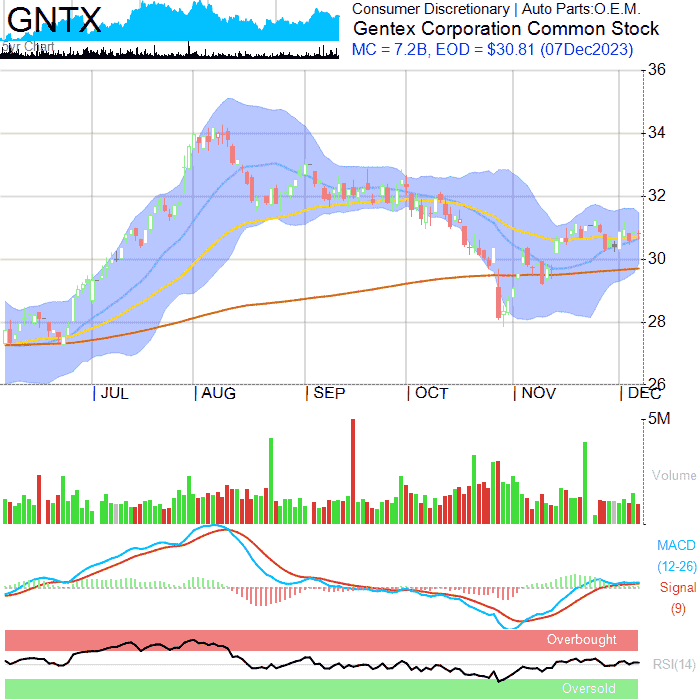 GNTX
Consumer Discretionary | Auto Parts:O.E.M.
Gentex Corporation Common Stock
MC = 7.2B, EOD = $30.81 (07Dec2023)
36
34
32
30
28
26
JUL AUG SEP OCT NOV DEC
5M
Volume
MACD
(12-26)
Signal
(9)
Overbought
RSI(14)
Oversold